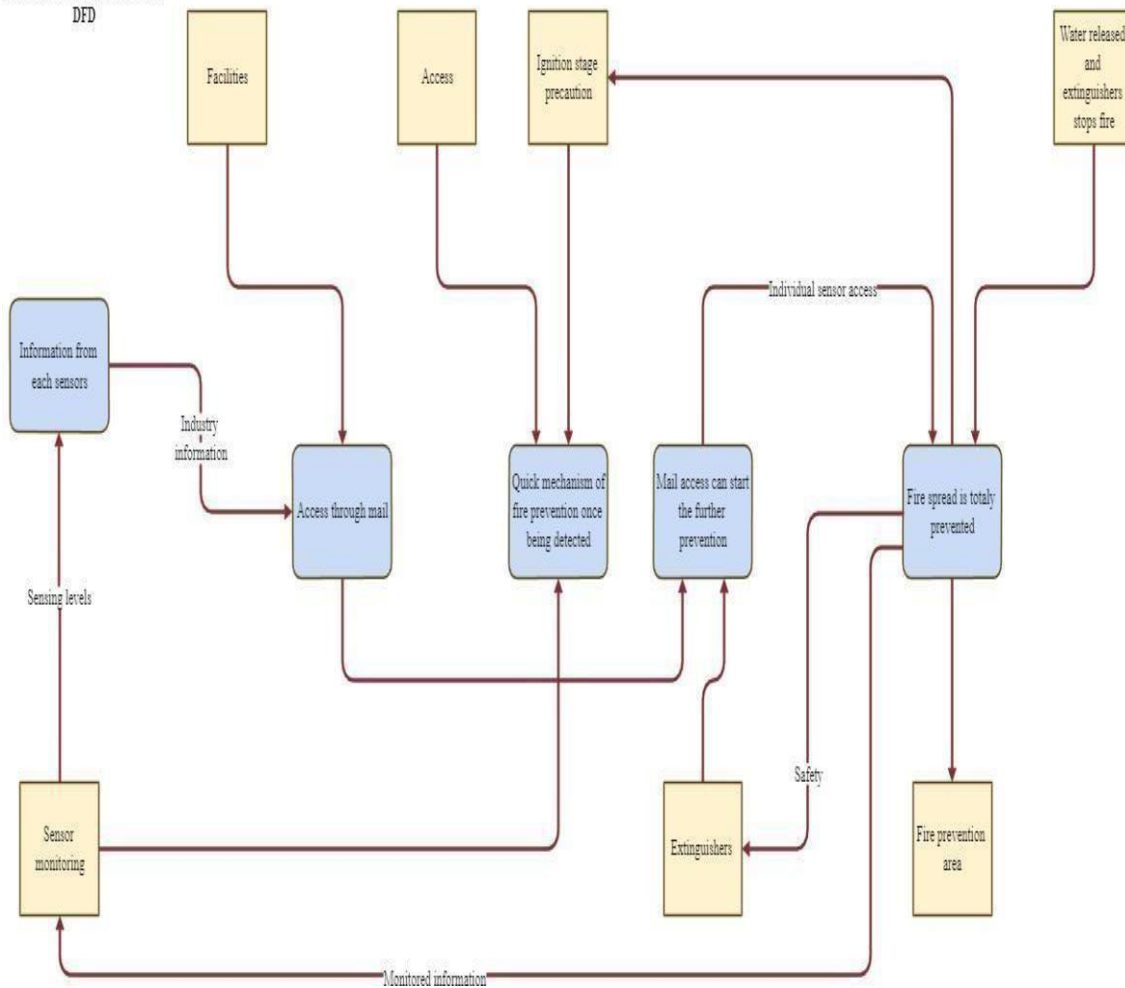 DFD
Facilities
Access
Ignition stage
precaution
Water released
and
extinguishers
stops fire
Individual sensor access
Information from
each sensors
Industry
information
Access through mail
Quick mechanism of
fire prevention once
being detected
Mail access can start
the further
prevention
Fire spread is totaly
prevented
Sensing levels
Safety
Sensor
monitoring
Extinguishers
Fire prevention
area
Monitored information